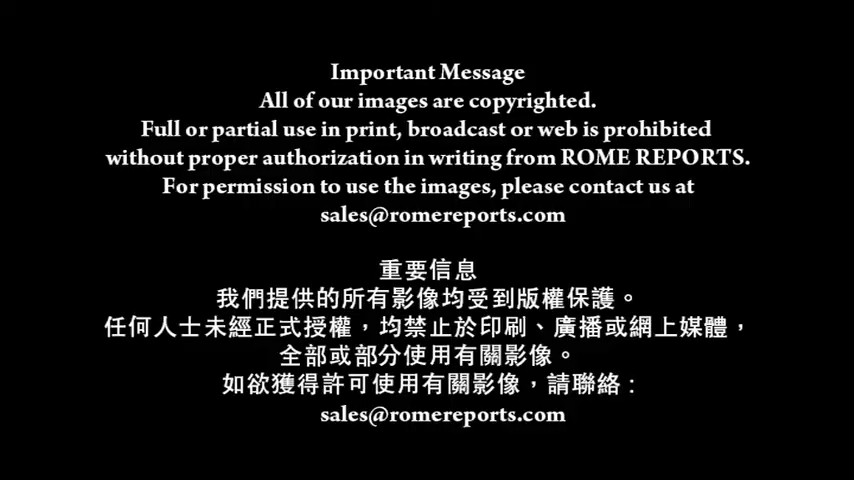 Important Message
All of our images are copyrighted.
Full or partial use in print, broadcast or web is prohibited
without proper authorization in writing from ROME REPORTS.
For permission to use the images, please contact us at
sales@romereports.com
重要信息
我們提供的所有影像均受到版權保護。
任何人士未經正式授權，均禁止於印刷、廣播或網上媒體，
全部或部分使用有關影像。
如欲獲得許可使用有關影像，請聯絡：
sales@romereports.com